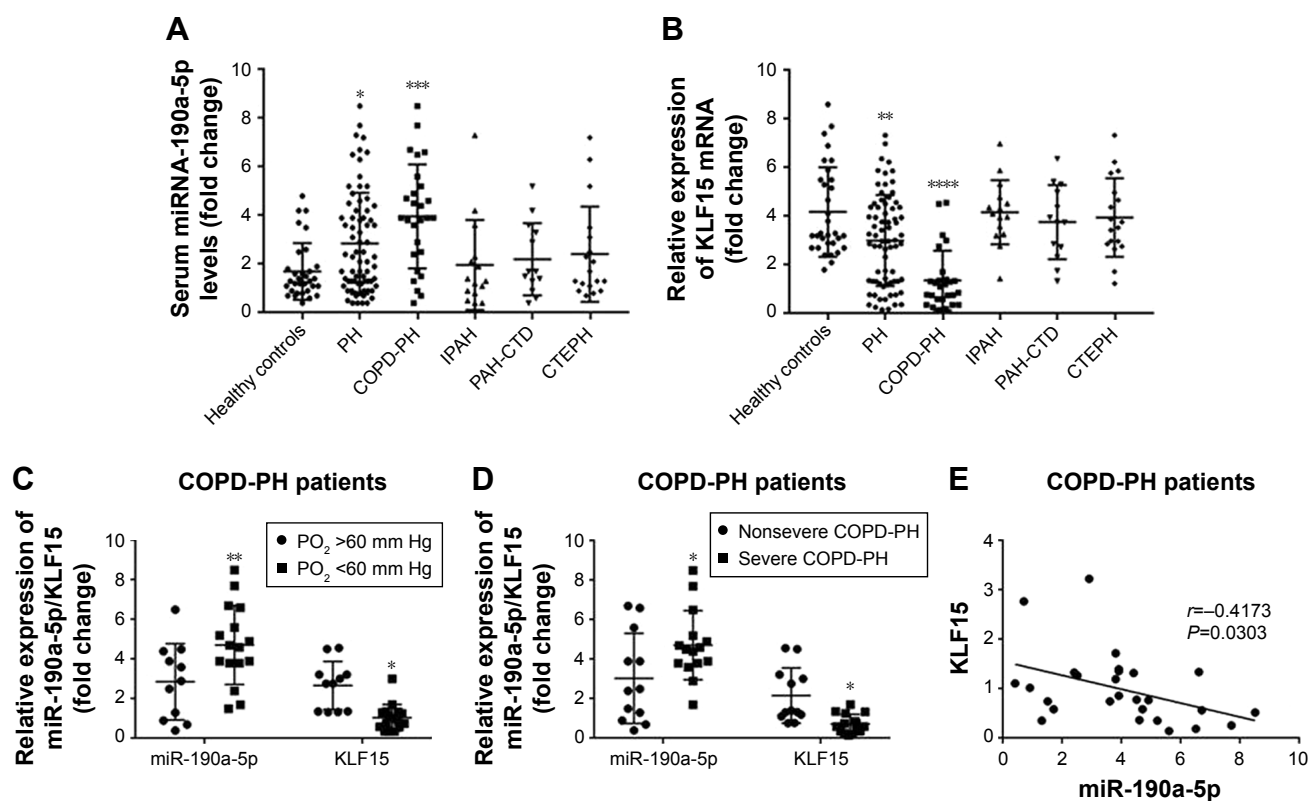 A
Serum miRNA-190a-5p
levels (fold change)
10
8
6
4
2
0
*
***
Healthy controls
PH
COPD-PH
IPAH
PAH-CTD
CTEPH
B
Relative expression
of KLF15 mRNA
(fold change)
10
8
6
4
2
0
**
****
Healthy controls
PH
COPD-PH
IPAH
PAH-CTD
CTEPH
C
COPD-PH patients
Relative expression of
miR-190a-5p/KLF15
(fold change)
PO₂ >60 mm Hg
PO₂ <60 mm Hg
10
8
6
4
2
0
**
*
miR-190a-5p
KLF15
D
COPD-PH patients
Relative expression of
miR-190a-5p/KLF15
(fold change)
Nonsevere COPD-PH
Severe COPD-PH
10
8
6
4
2
0
*
*
miR-190a-5p
KLF15
E
COPD-PH patients
KLF15
4
3
2
1
0
r=–0.4173
P=0.0303
0 2 4 6 8 10
miR-190a-5p